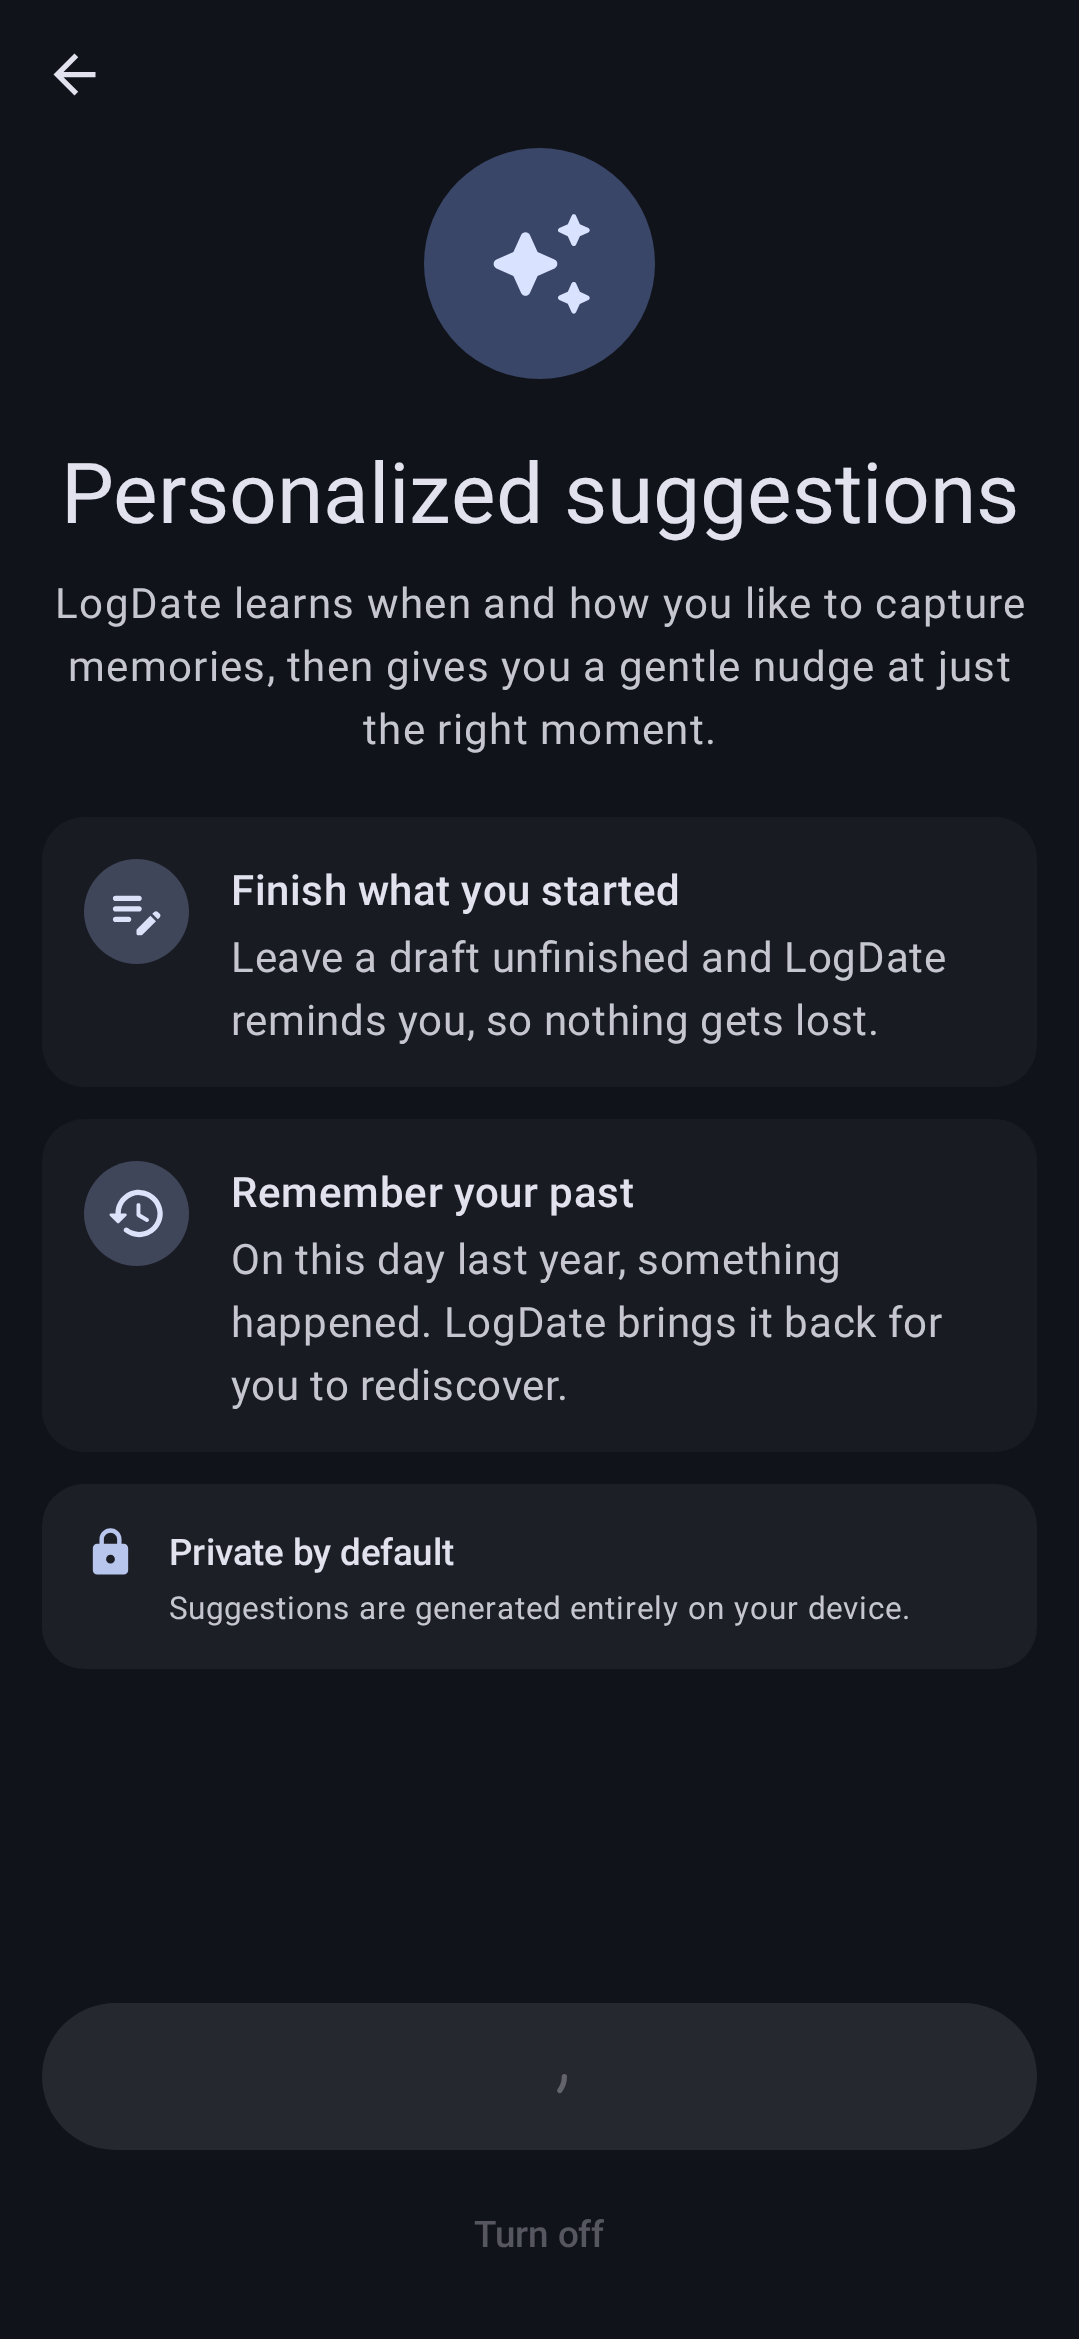 Personalized suggestions
LogDate learns when and how you like to capture
memories, then gives you a gentle nudge at just
the right moment.
Finish what you started
Leave a draft unfinished and LogDate
reminds you, so nothing gets lost.
Remember your past
On this day last year, something
happened. LogDate brings it back for
you to rediscover.
Private by default
Suggestions are generated entirely on your device.
Turn off